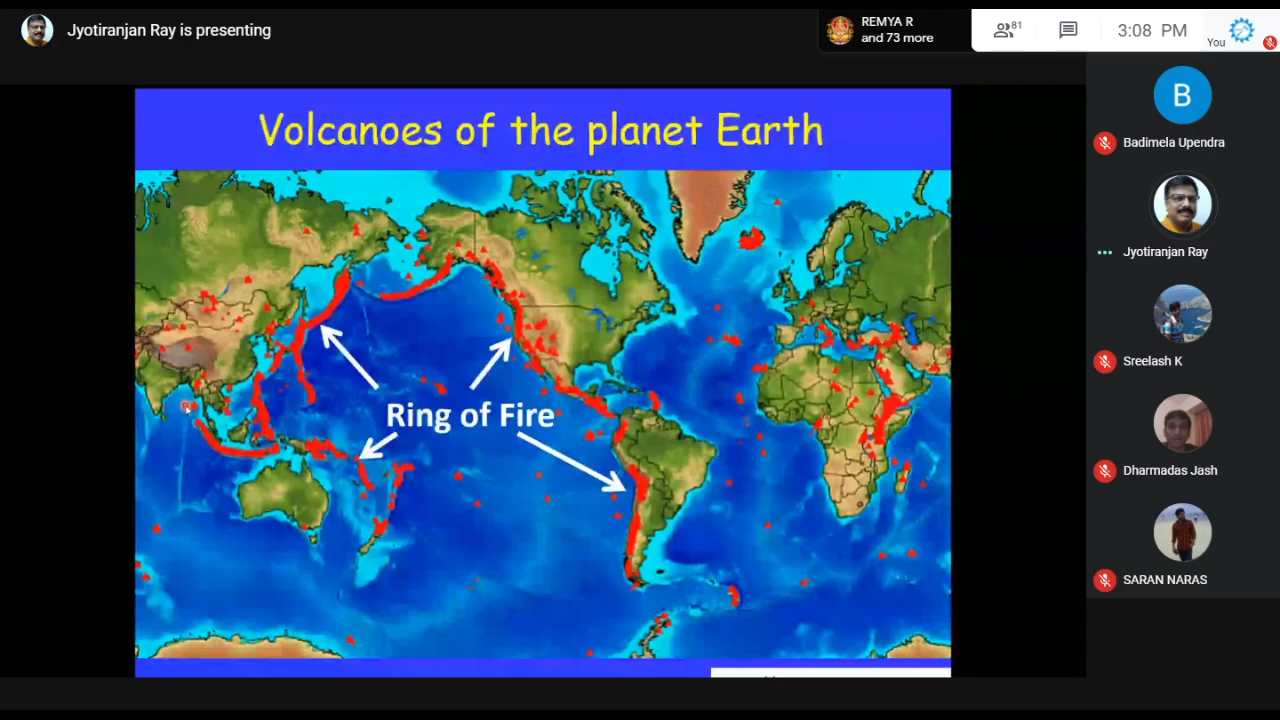 Jyotiranjan Ray is presenting
REMYA R
and 73 more
81
3:08 PM
You
Volcanoes of the planet Earth
Ring of Fire
B
Badimela Upendra
Jyotiranjan Ray
Sreelash K
Dharmadas Jash
SARAN NARAS